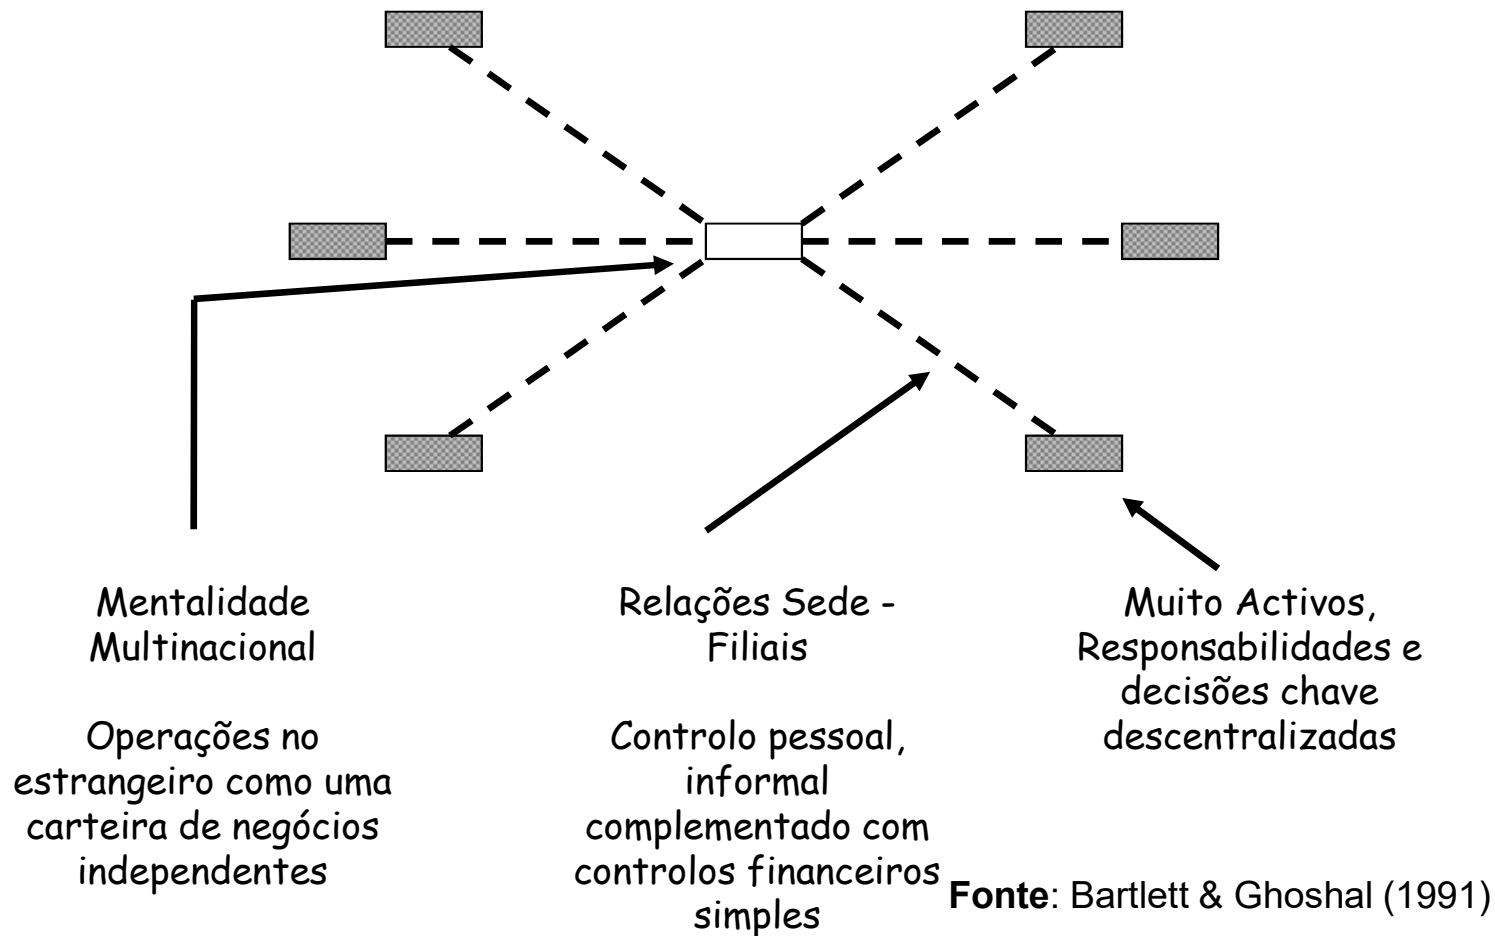 Mentalidade
Multinacional
Operações no
estrangeiro como uma
carteira de negócios
independentes
Relações Sede -
Filiais
Controlo pessoal,
informal
complementado com
controlos financeiros
simples
Muito Activos,
Responsabilidades e
decisões chave
descentralizadas
Fonte: Bartlett & Ghoshal (1991)